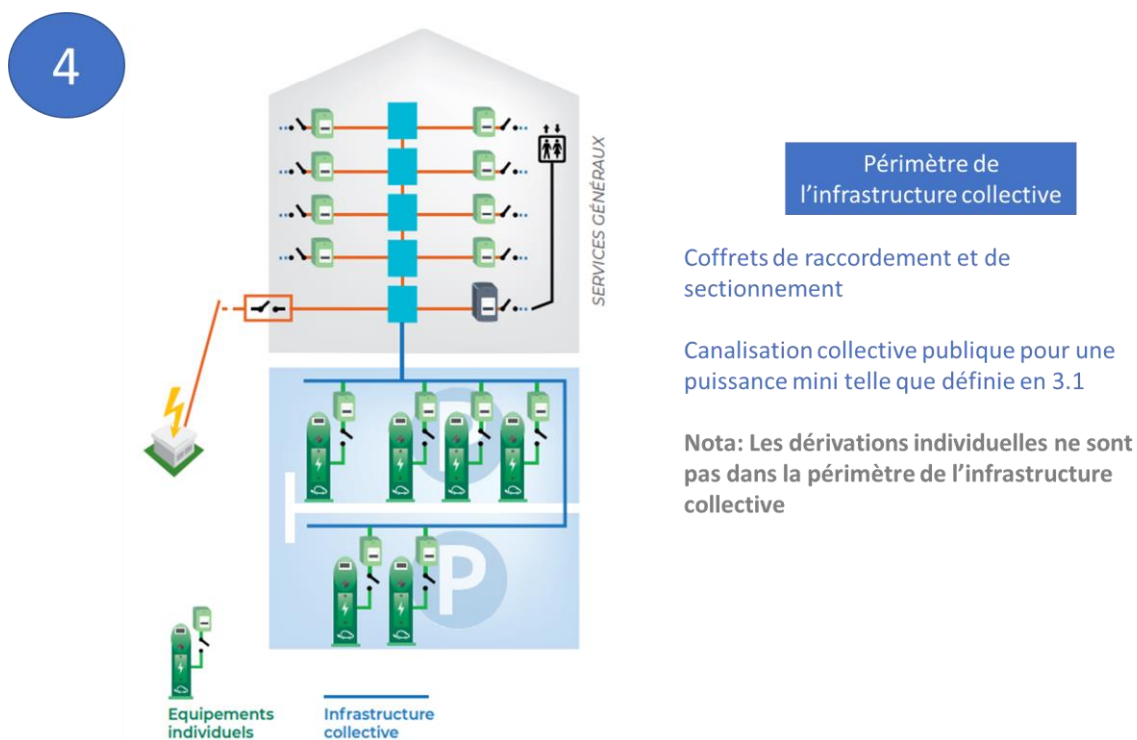 4
SERVICES GÉNÉRAUX
Périmètre de
l’infrastructure collective
Coffrets de raccordement et de
sectionnement
Canalisation collective publique pour une
puissance mini telle que définie en 3.1
Nota: Les dérivations individuelles ne sont
pas dans la périmètre de l’infrastructure
collective
P
P
Equipements
individuels
Infrastructure
collective